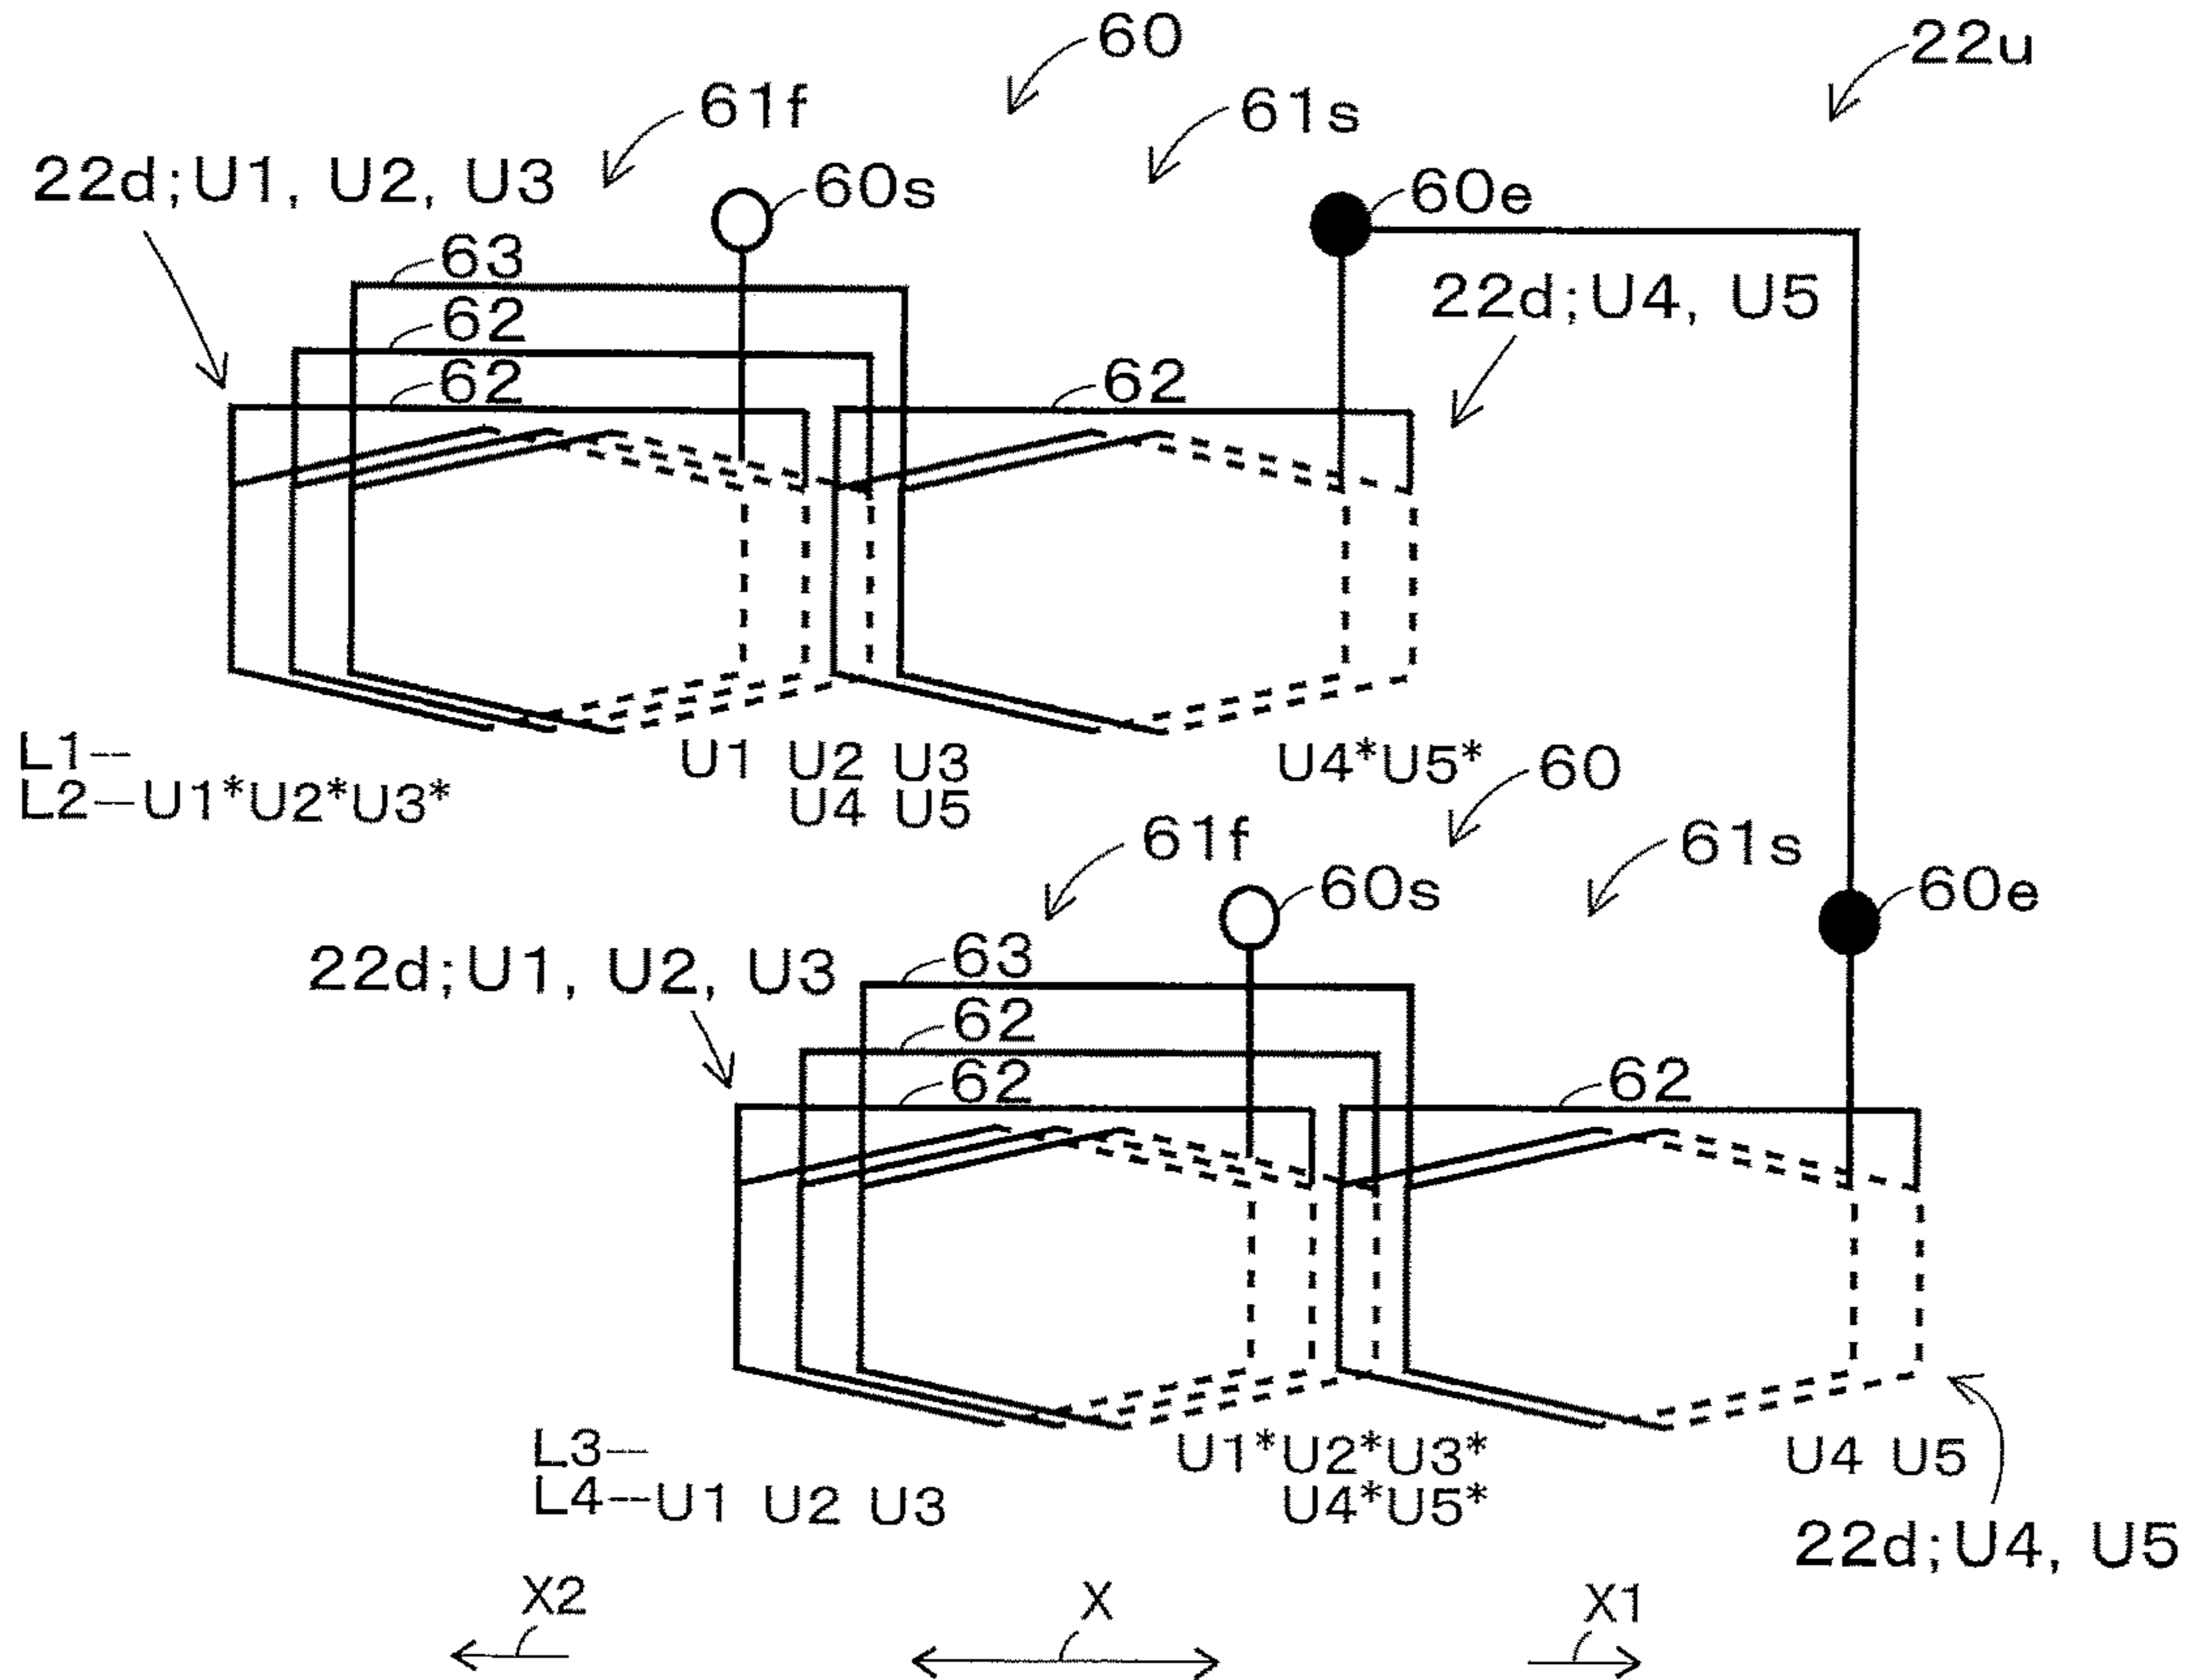 60
22u
61f
61s
22d;U1, U2, U3
60s
60e
63
22d;U4, U5
62
62
62
L1--
U1 U2 U3
U4*U5*
60
L2--U1*U2*U3*
U4 U5
61f
61s
60s
60e
22d;U1, U2, U3
63
62
62
62
L3--
U1*U2*U3*
U4 U5
L4--U1 U2 U3
U4*U5*
22d;U4, U5
X2
X
X1